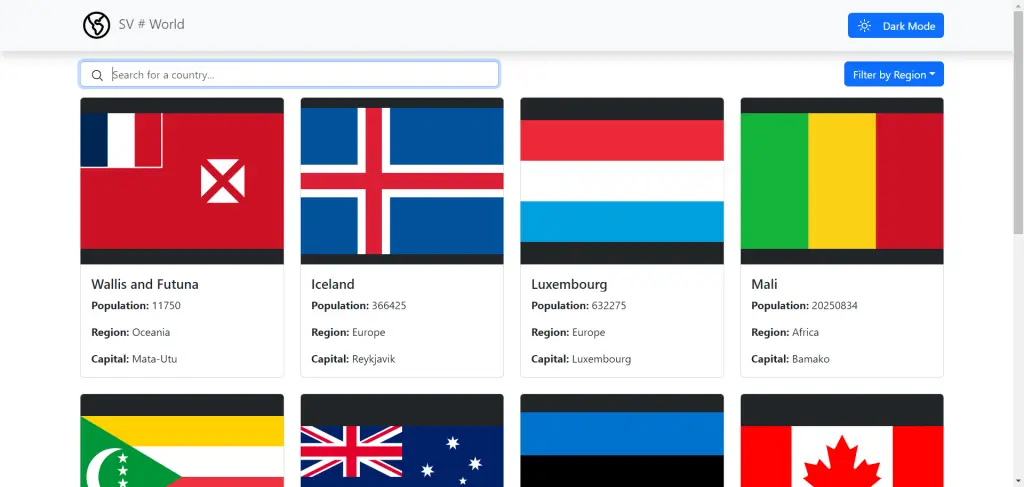 SV # World
Dark Mode
Search for a country...
Filter by Region
Wallis and Futuna
Population: 11750
Region: Oceania
Capital: Mata-Utu
Iceland
Population: 366425
Region: Europe
Capital: Reykjavik
Luxembourg
Population: 632275
Region: Europe
Capital: Luxembourg
Mali
Population: 20250834
Region: Africa
Capital: Bamako